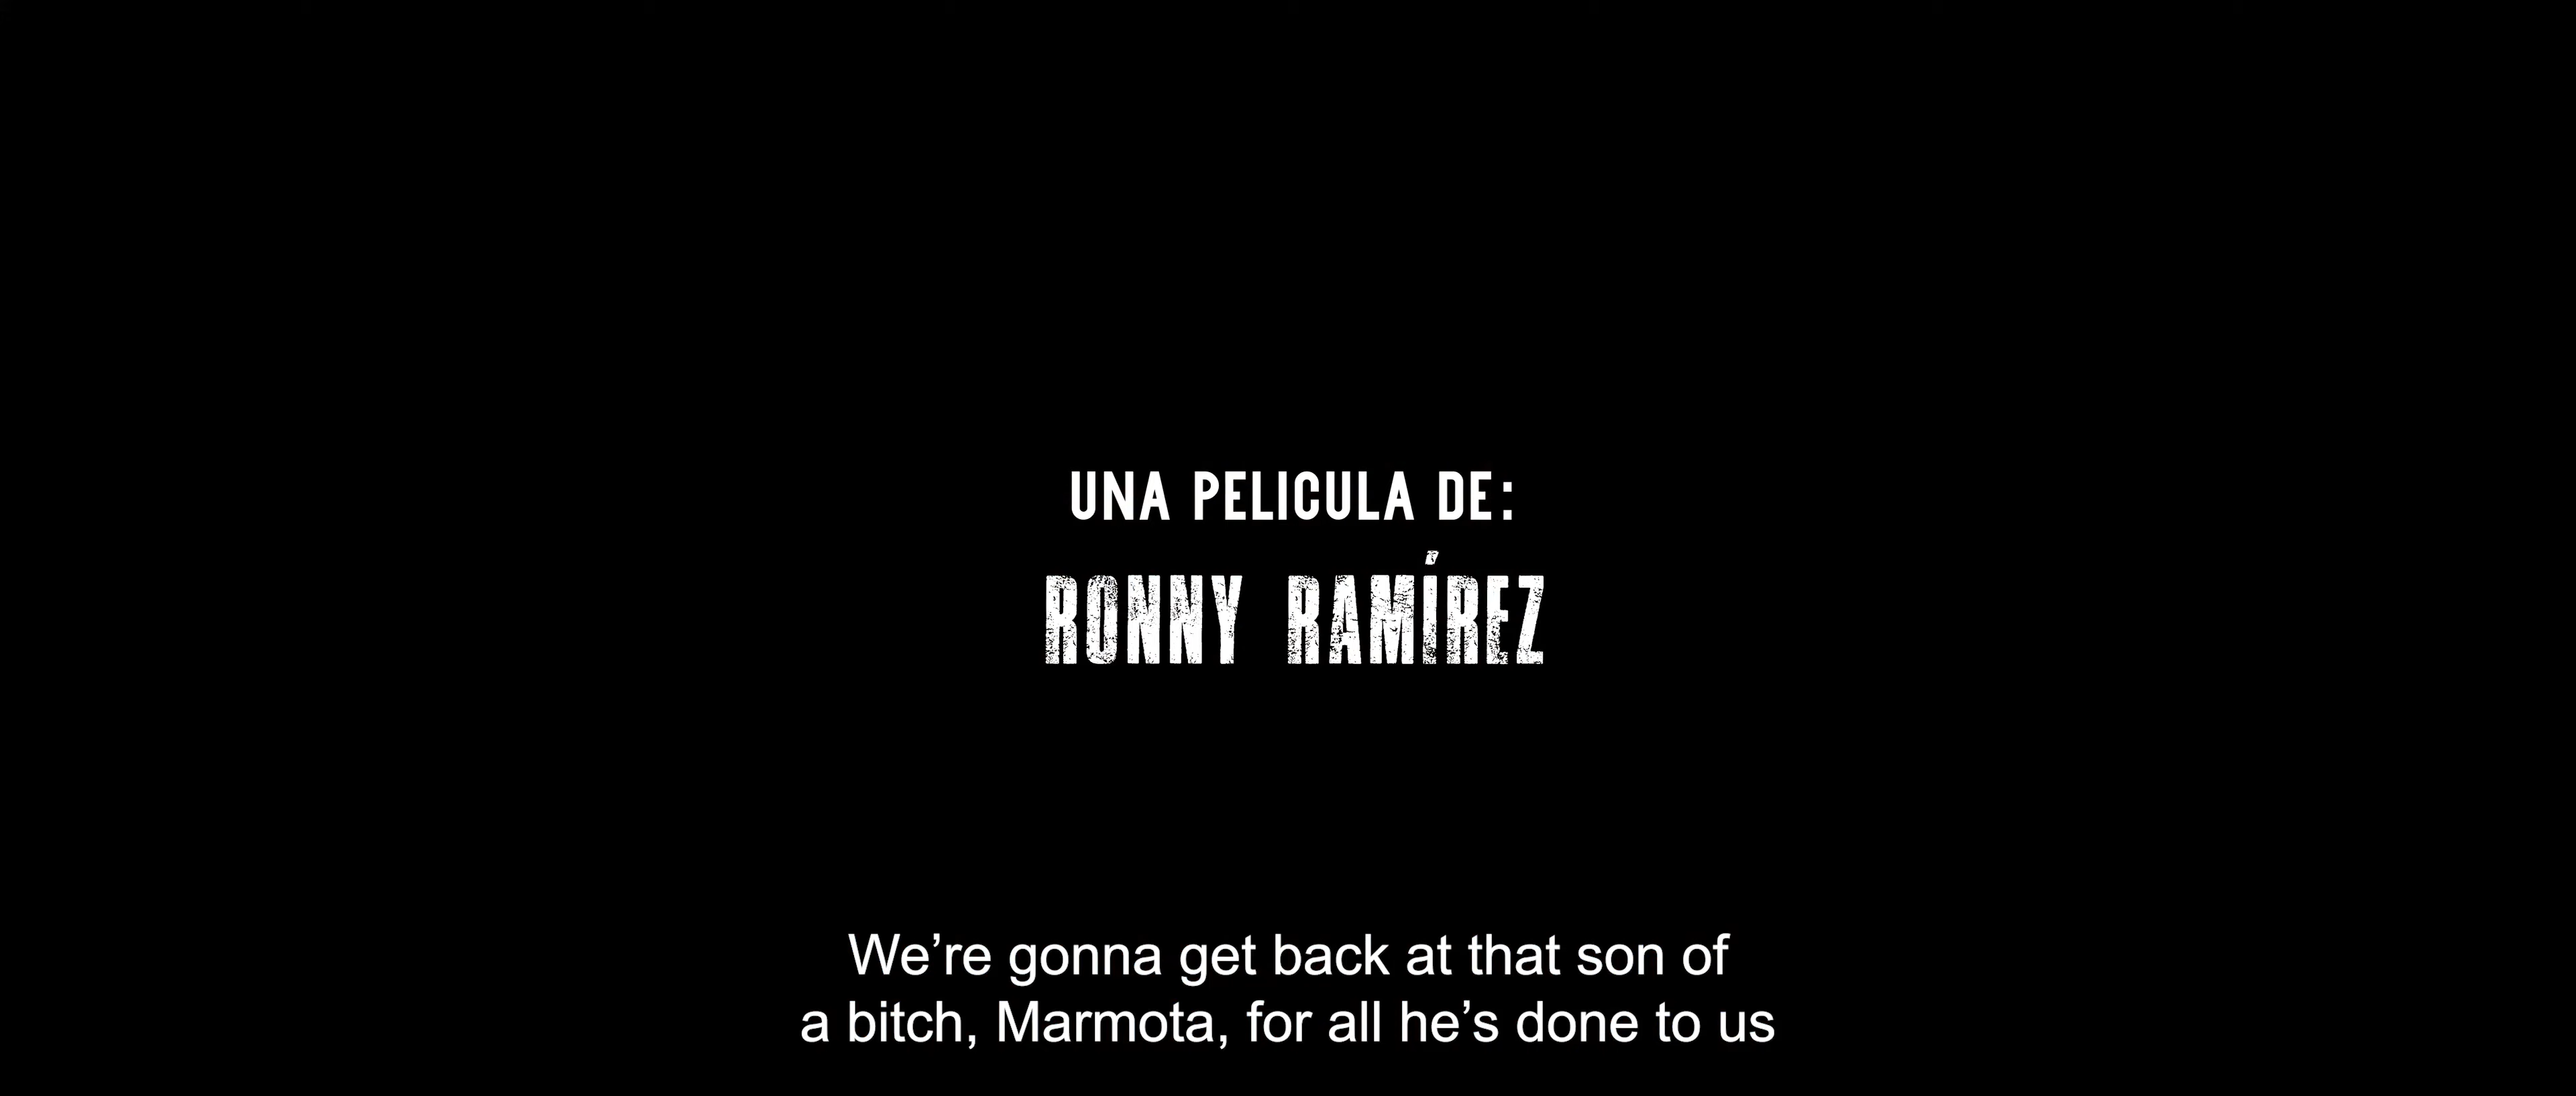 UNA PELICULA DE:
RONNY RAMÍREZ
We’re gonna get back at that son of
a bitch, Marmota, for all he’s done to us